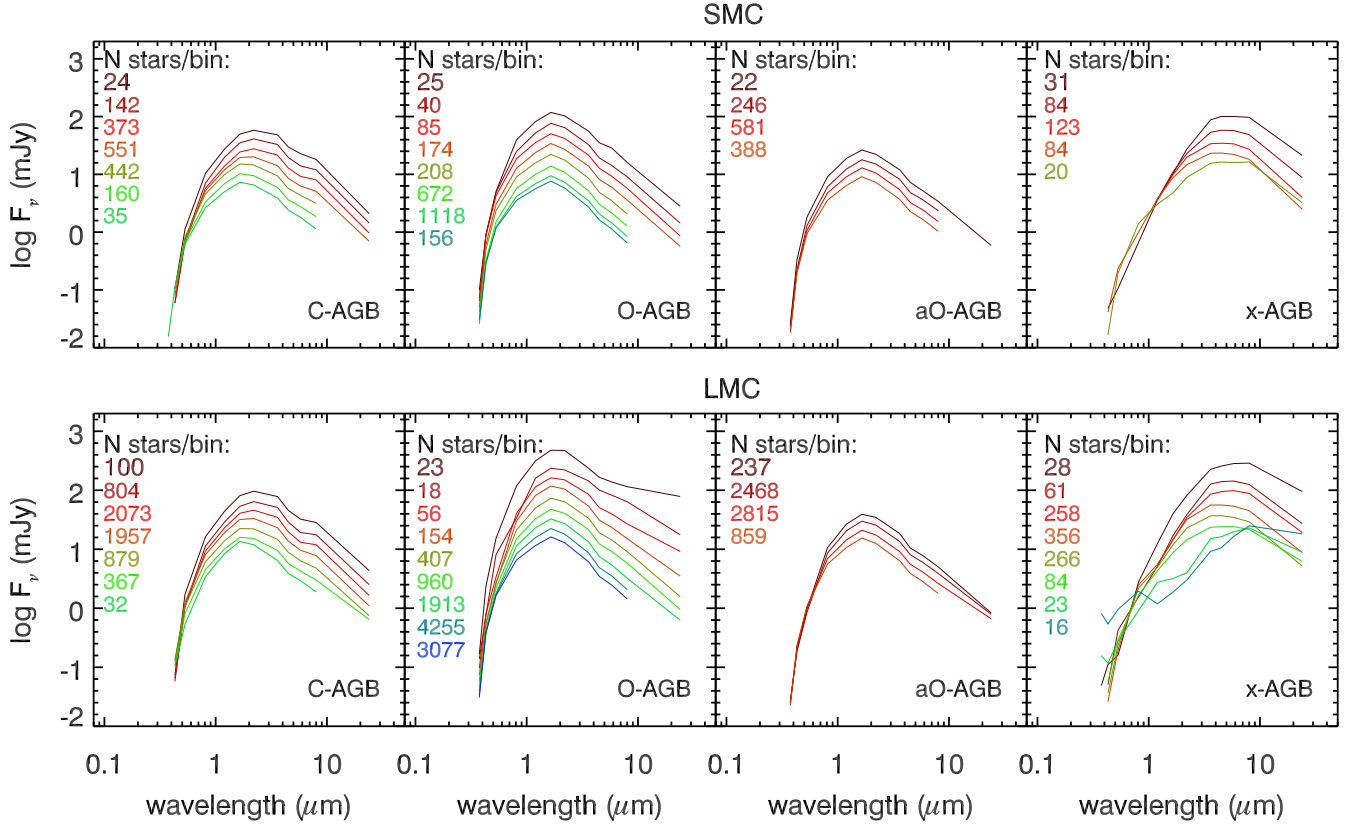 SMC
log Fν (mJy)
3
2
1
0
-1
-2
N stars/bin:
24
142
373
551
442
160
35
C-AGB
N stars/bin:
25
40
85
174
208
672
1118
156
O-AGB
N stars/bin:
22
246
581
388
aO-AGB
N stars/bin:
31
84
123
84
20
x-AGB
LMC
log Fν (mJy)
3
2
1
0
-1
-2
N stars/bin:
100
804
2073
1957
879
367
32
C-AGB
N stars/bin:
23
18
56
154
407
960
1913
4255
3077
O-AGB
N stars/bin:
237
2468
2815
859
aO-AGB
N stars/bin:
28
61
258
356
266
84
23
16
x-AGB
0.1 1 10 0.1 1 10 0.1 1 10 0.1 1 10
wavelength (μm) wavelength (μm) wavelength (μm) wavelength (μm)